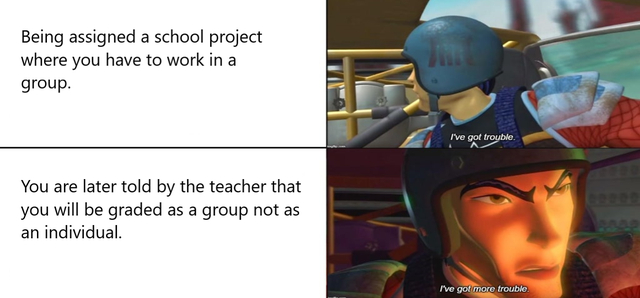 Being assigned a school project
where you have to work in a
group.
I've got trouble.
You are later told by the teacher that
you will be graded as a group not as
an individual.
I've got more trouble.